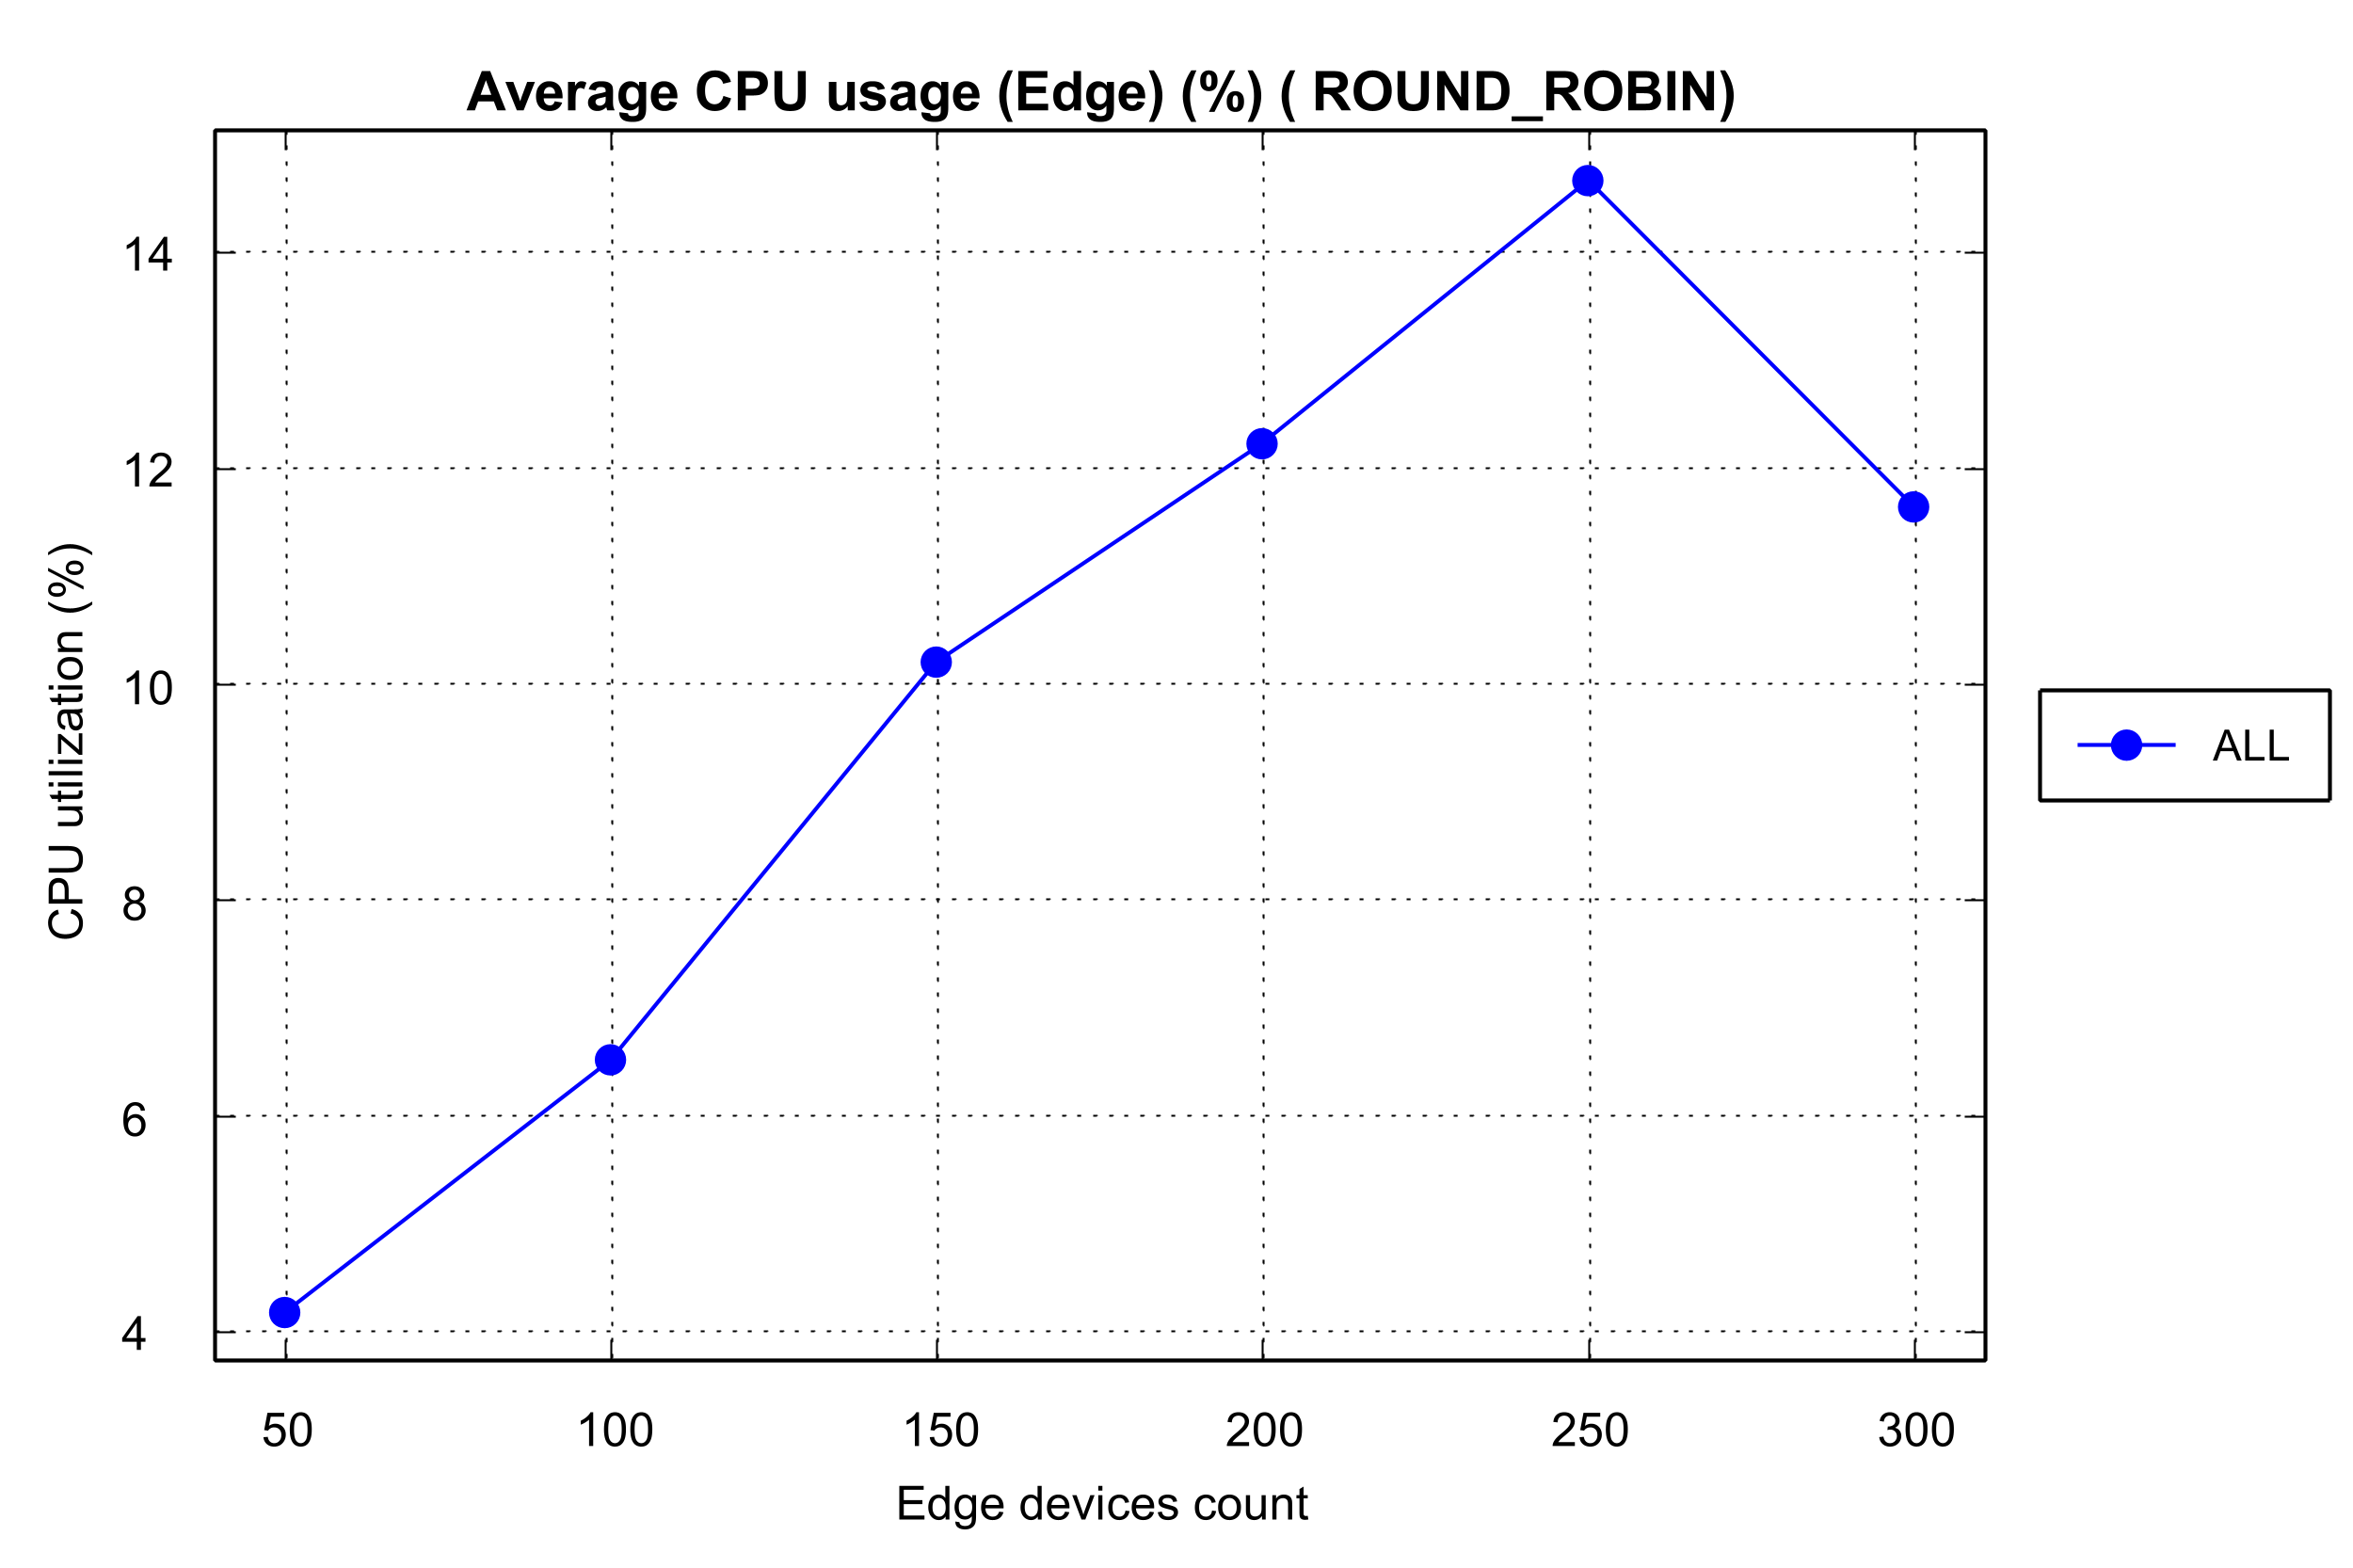 Average CPU usage (Edge) (%)( ROUND_ROBIN)
CPU utilization (%)
14
12
10
8
6
4
50 100 150 200 250 300
Edge devices count
ALL